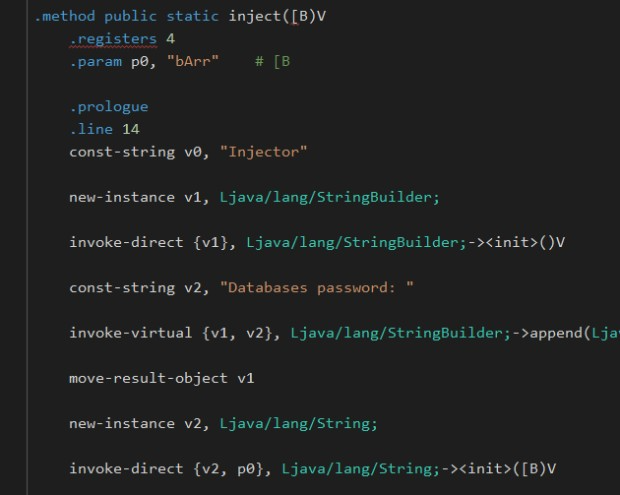 .method public static inject([B)V
.registers 4
.param p0, "bArr"    # [B
.prologue
.line 14
const-string v0, "Injector"
new-instance v1, Ljava/lang/StringBuilder;
invoke-direct {v1}, Ljava/lang/StringBuilder;-><init>()V
const-string v2, "Databases password: "
invoke-virtual {v1, v2}, Ljava/lang/StringBuilder;->append(Lja
move-result-object v1
new-instance v2, Ljava/lang/String;
invoke-direct {v2, p0}, Ljava/lang/String;-><init>([B)V